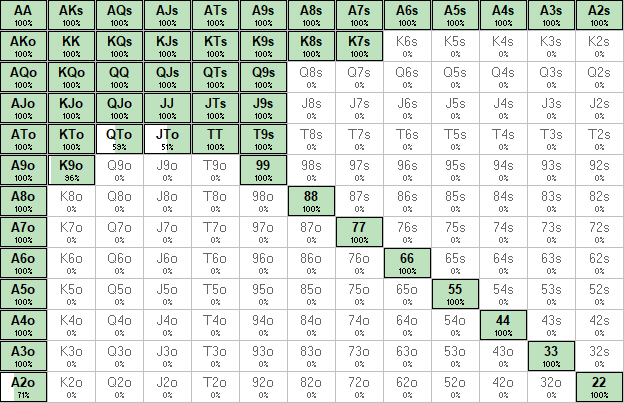 AA AKs AQs AJs ATs A9s A8s A7s A6s A5s A4s A3s A2s
100% 100% 100% 100% 100% 100% 100% 100% 100% 100% 100% 100% 100%
AKo KK KQs KJs KTs K9s K8s K7s K6s K5s K4s K3s K2s
100% 100% 100% 100% 100% 100% 100% 100% 0% 0% 0% 0% 0%
AQo KQo QQ QJs QTs Q9s Q8s Q7s Q6s Q5s Q4s Q3s Q2s
100% 100% 100% 100% 100% 100% 0% 0% 0% 0% 0% 0% 0%
AJo KJo QJo JJ JTs J9s J8s J7s J6s J5s J4s J3s J2s
100% 100% 100% 100% 100% 100% 0% 0% 0% 0% 0% 0% 0%
ATo KTo QTo JTo TT T9s T8s T7s T6s T5s T4s T3s T2s
100% 100% 59% 51% 100% 100% 0% 0% 0% 0% 0% 0% 0%
A9o K9o Q9o J9o T9o 99 98s 97s 96s 95s 94s 93s 92s
100% 96% 0% 0% 0% 100% 0% 0% 0% 0% 0% 0% 0%
A8o K8o Q8o J8o T8o 98o 88 87s 86s 85s 84s 83s 82s
100% 0% 0% 0% 0% 0% 100% 0% 0% 0% 0% 0% 0%
A7o K7o Q7o J7o T7o 97o 87o 77 76s 75s 74s 73s 72s
100% 0% 0% 0% 0% 0% 0% 100% 0% 0% 0% 0% 0%
A6o K6o Q6o J6o T6o 96o 86o 76o 66 65s 64s 63s 62s
100% 0% 0% 0% 0% 0% 0% 0% 100% 0% 0% 0% 0%
A5o K5o Q5o J5o T5o 95o 85o 75o 65o 55 54s 53s 52s
100% 0% 0% 0% 0% 0% 0% 0% 0% 100% 0% 0% 0%
A4o K4o Q4o J4o T4o 94o 84o 74o 64o 54o 44 43s 42s
100% 0% 0% 0% 0% 0% 0% 0% 0% 0% 100% 0% 0%
A3o K3o Q3o J3o T3o 93o 83o 73o 63o 53o 43o 33 32s
100% 0% 0% 0% 0% 0% 0% 0% 0% 0% 0% 100% 0%
A2o K2o Q2o J2o T2o 92o 82o 72o 62o 52o 42o 32o 22
71% 0% 0% 0% 0% 0% 0% 0% 0% 0% 0% 0% 100%